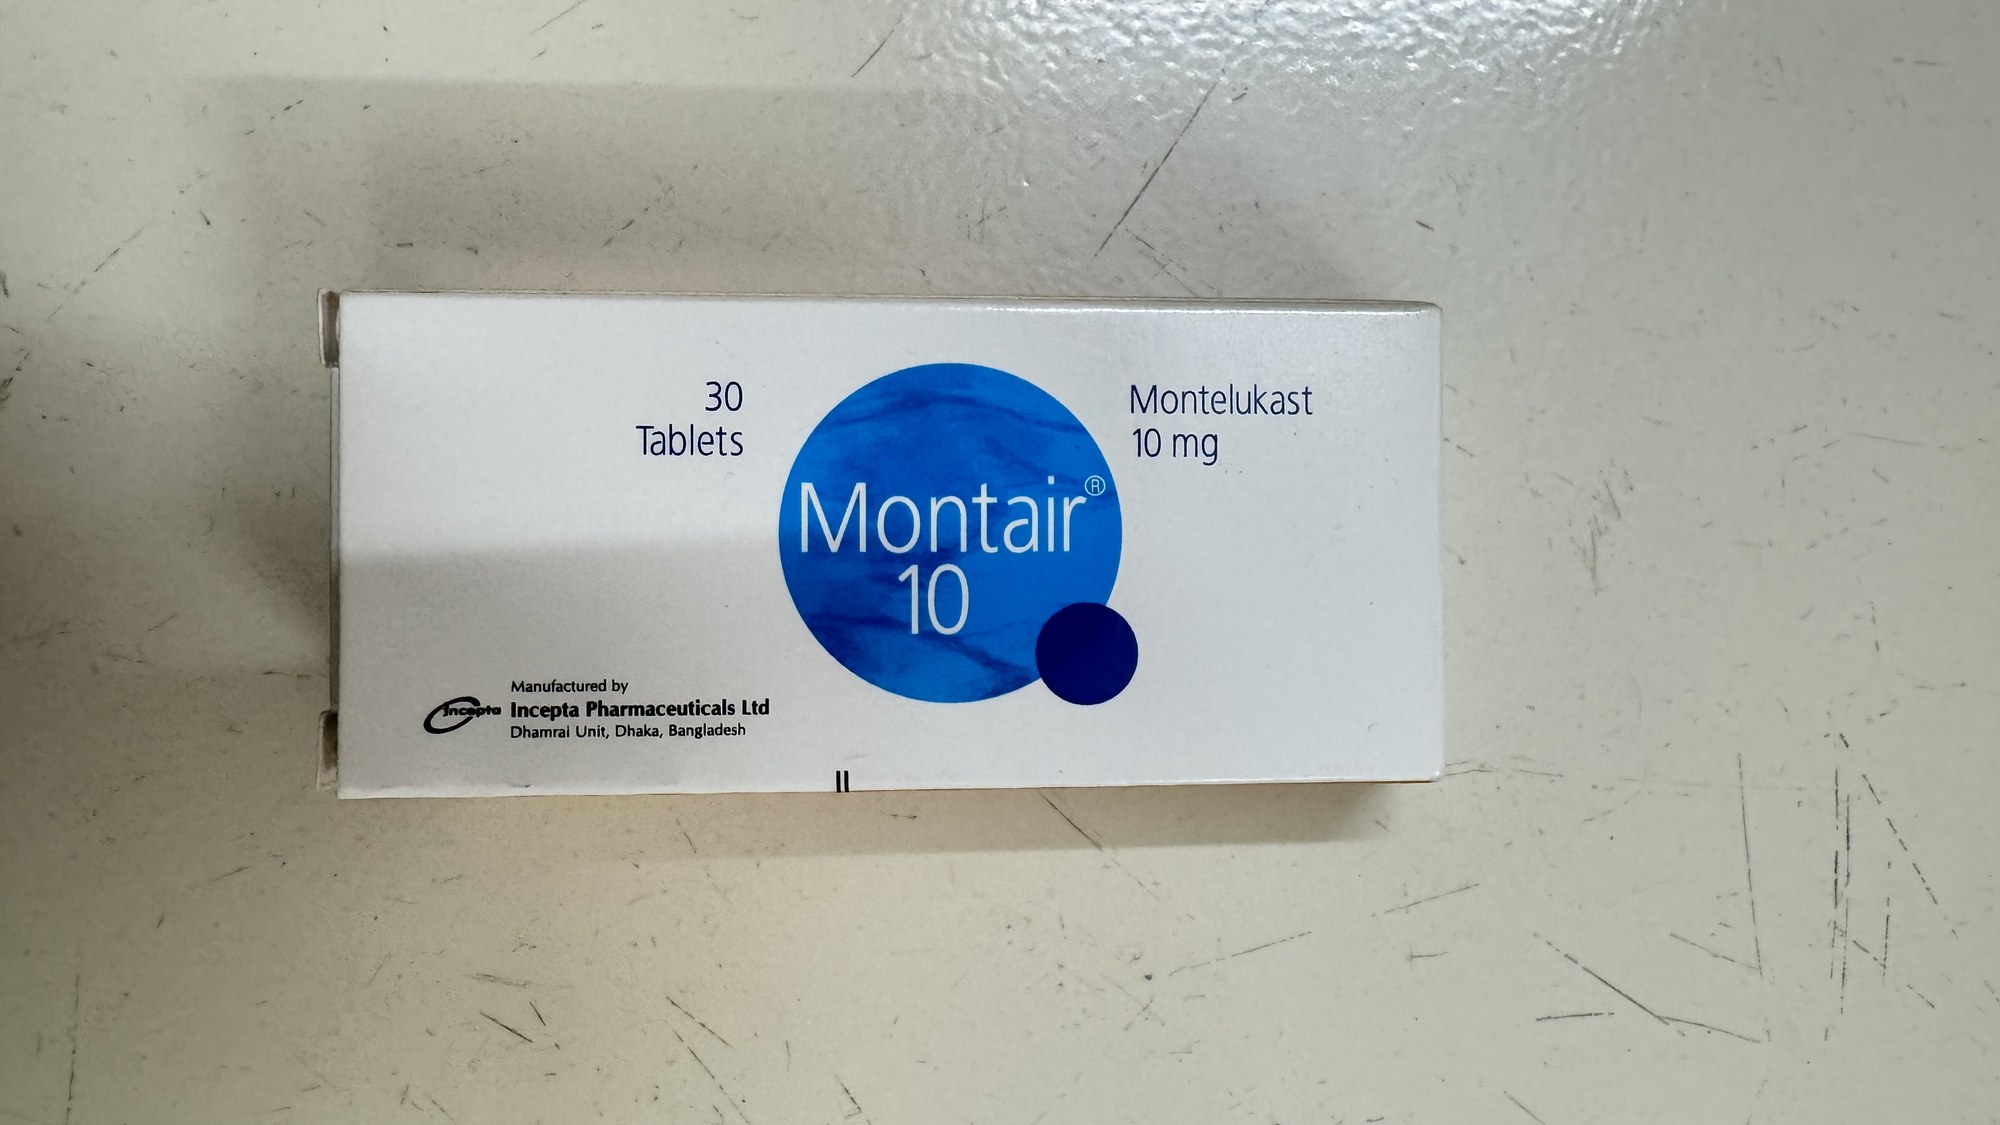 30
Tablets
Montelukast
10 mg
Montair®
10
Manufactured by
Incepta
Incepta Pharmaceuticals Ltd
Dhamrai Unit, Dhaka, Bangladesh